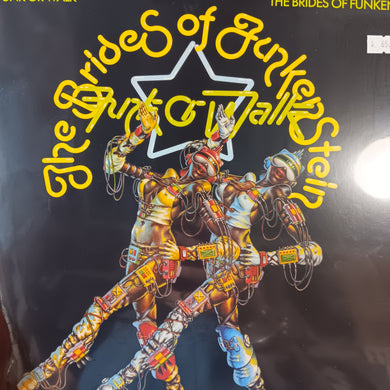 THE BRIDES OF FUNKEN
The Brides of Funkenstein
Funk Or Walk